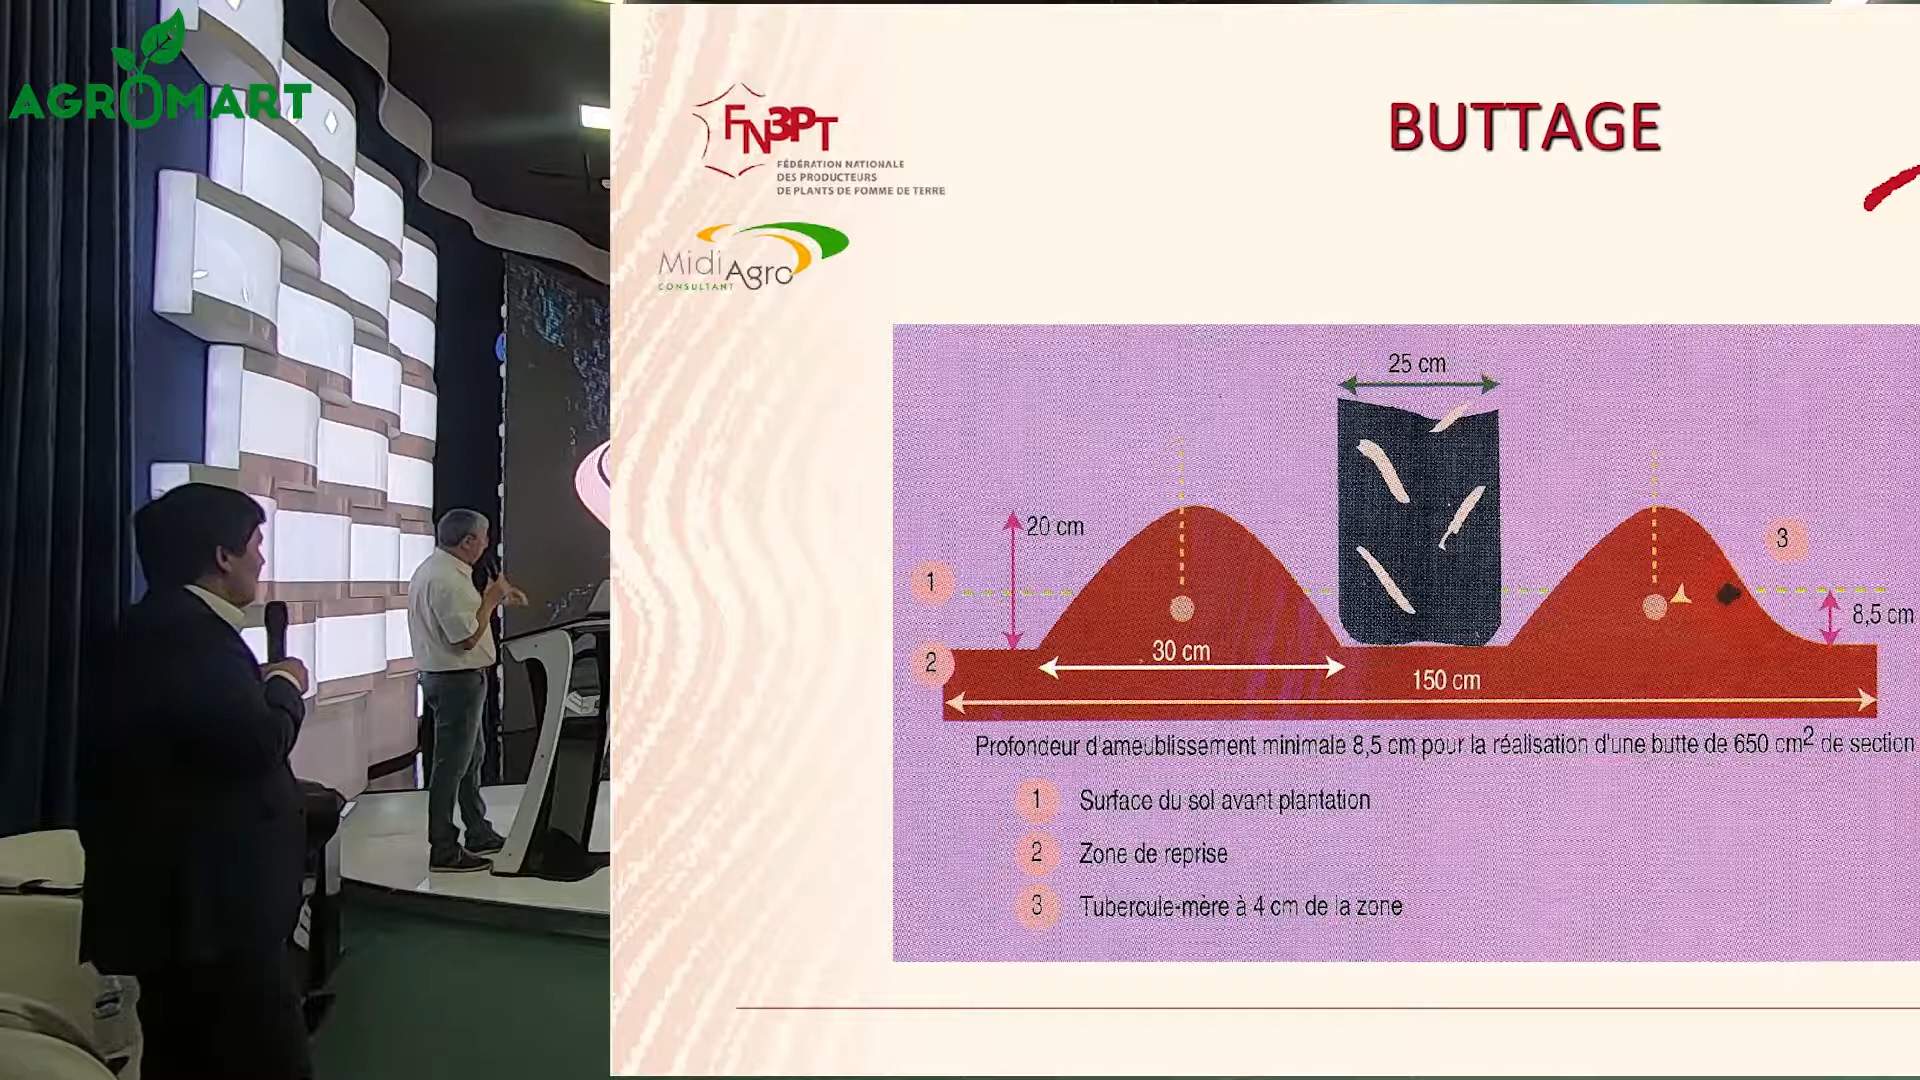 AGROMART
FN3PT
FÉDÉRATION NATIONALE
DES PRODUCTEURS
DE PLANTS DE POMME DE TERRE
Midi Agro
CONSULTANT
BUTTAGE
25 cm
20 cm
3
1
8,5 cm
2
30 cm
150 cm
Profondeur d'ameublissement minimale 8,5 cm pour la réalisation d'une butte de 650 cm² de section
1 Surface du sol avant plantation
2 Zone de reprise
3 Tubercule-mère à 4 cm de la zone